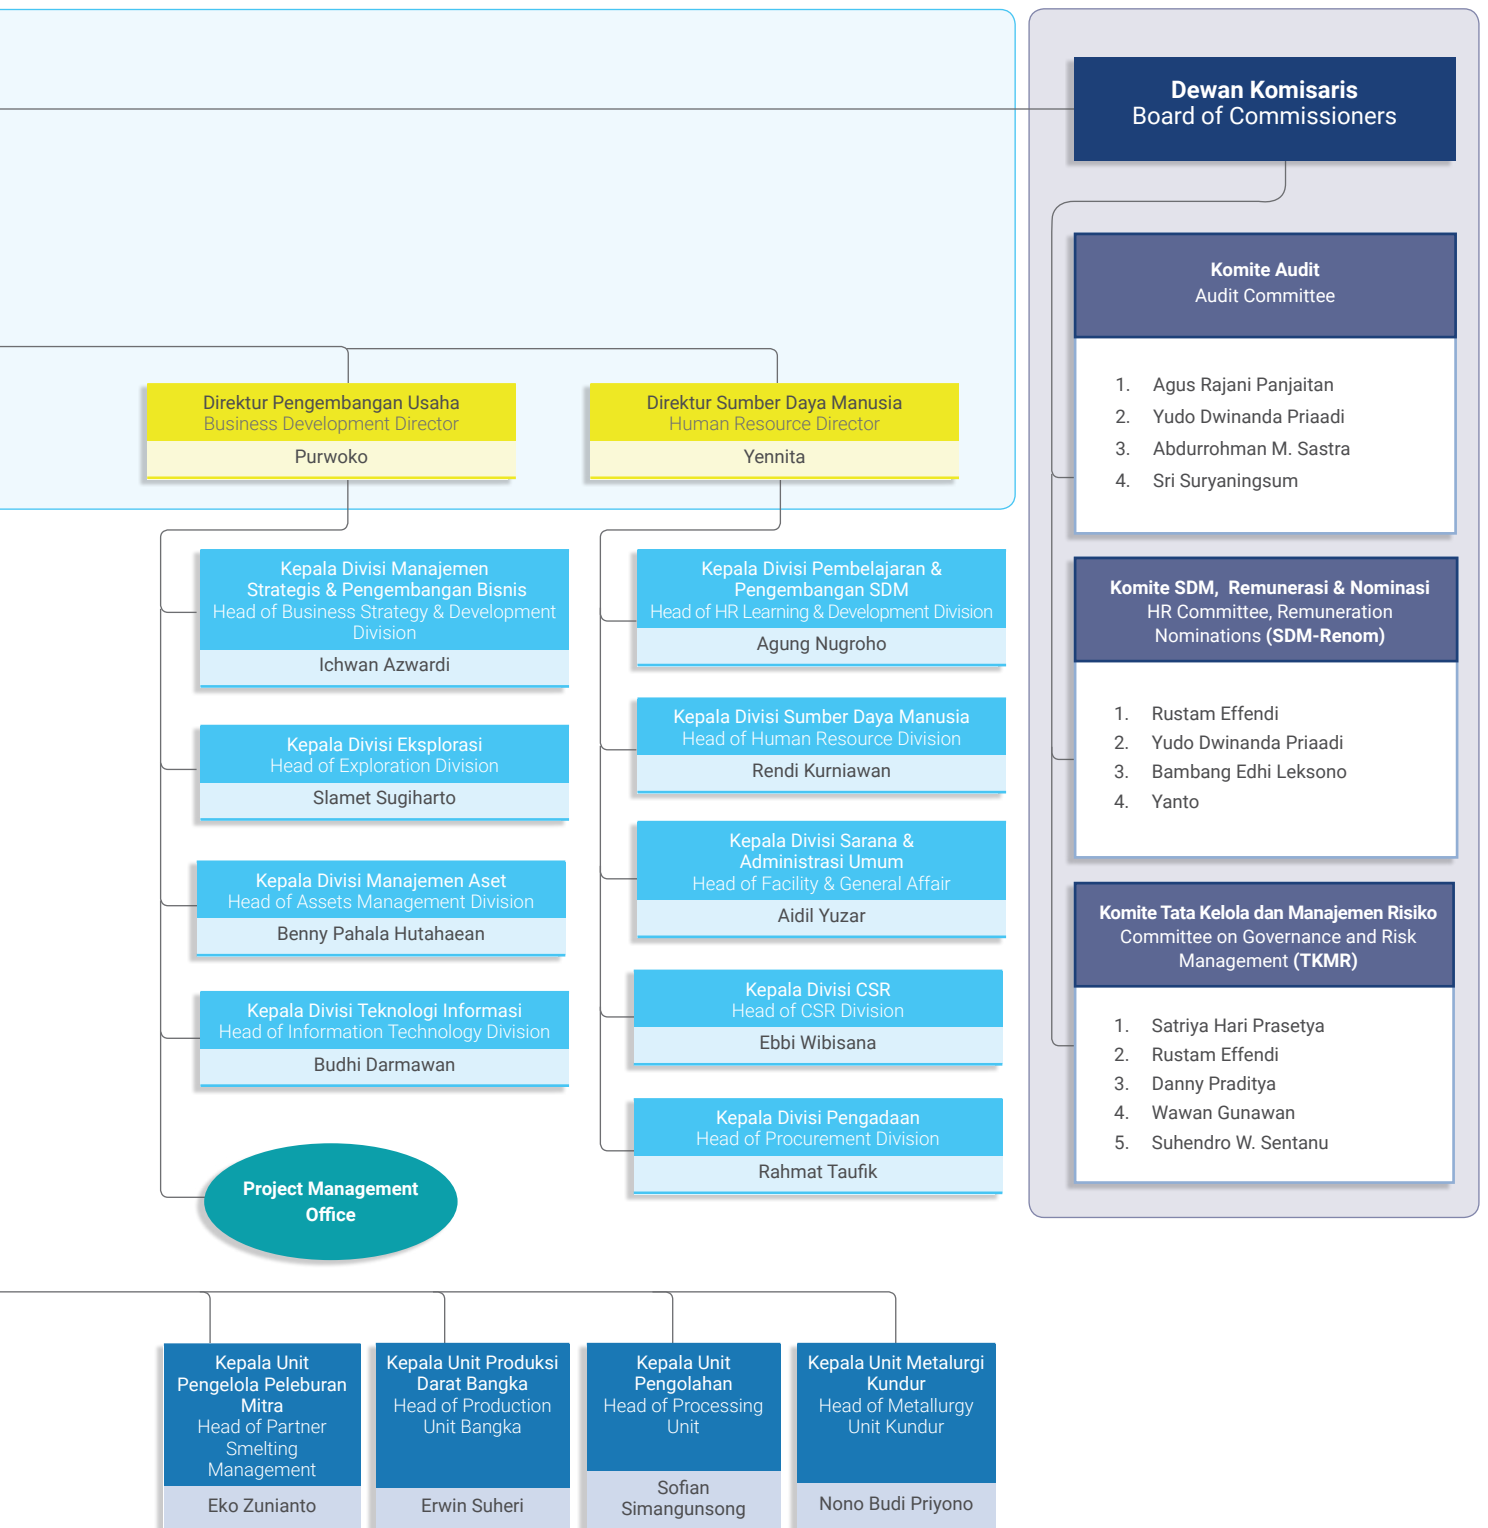 Dewan Komisaris
Board of Commissioners
Komite Audit
Audit Committee
1. Agus Rajani Panjaitan
2. Yudo Dwinanda Priaadi
3. Abdurrohman M. Sastra
4. Sri Suryaningsum
Komite SDM, Remunerasi & Nominasi
HR Committee, Remuneration
Nominations (SDM-Renom)
1. Rustam Effendi
2. Yudo Dwinanda Priaadi
3. Bambang Edhi Leksono
4. Yanto
Komite Tata Kelola dan Manajemen Risiko
Committee on Governance and Risk
Management (TKMR)
1. Satriya Hari Prasetya
2. Rustam Effendi
3. Danny Praditya
4. Wawan Gunawan
5. Suhendro W. Sentanu
Direktur Pengembangan Usaha
Business Development Director
Purwoko
Kepala Divisi Manajemen
Strategis & Pengembangan Bisnis
Head of Business Strategy & Development
Division
Ichwan Azwardi
Kepala Divisi Eksplorasi
Head of Exploration Division
Slamet Sugiharto
Kepala Divisi Manajemen Aset
Head of Assets Management Division
Benny Pahala Hutahaean
Kepala Divisi Teknologi Informasi
Head of Information Technology Division
Budhi Darmawan
Project Management
Office
Direktur Sumber Daya Manusia
Human Resource Director
Yennita
Kepala Divisi Pembelajaran &
Pengembangan SDM
Head of HR Learning & Development Division
Agung Nugroho
Kepala Divisi Sumber Daya Manusia
Head of Human Resource Division
Rendi Kurniawan
Kepala Divisi Sarana &
Administrasi Umum
Head of Facility & General Affair
Aidil Yuzar
Kepala Divisi CSR
Head of CSR Division
Ebbi Wibisana
Kepala Divisi Pengadaan
Head of Procurement Division
Rahmat Taufik
Kepala Unit
Pengelola Peleburan
Mitra
Head of Partner
Smelting
Management
Eko Zunianto
Kepala Unit Produksi
Darat Bangka
Head of Production
Unit Bangka
Erwin Suheri
Kepala Unit
Pengolahan
Head of Processing
Unit
Sofian
Simangunsong
Kepala Unit Metalurgi
Kundur
Head of Metallurgy
Unit Kundur
Nono Budi Priyono